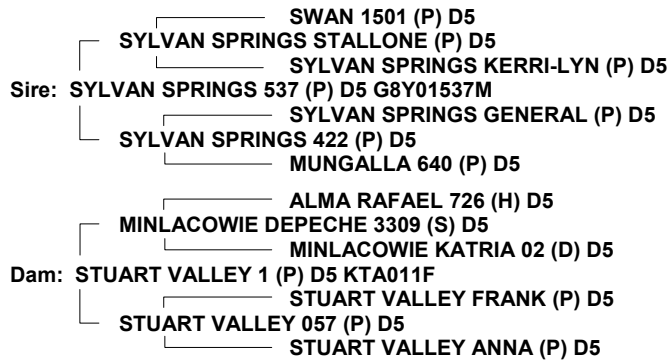 SWAN 1501 (P) D5
SYLVAN SPRINGS STALLONE (P) D5
SYLVAN SPRINGS KERRI-LYN (P) D5
Sire: SYLVAN SPRINGS 537 (P) D5 G8Y01537M
SYLVAN SPRINGS GENERAL (P) D5
SYLVAN SPRINGS 422 (P) D5
MUNGALLA 640 (P) D5
ALMA RAFAEL 726 (H) D5
MINLACOWIE DEPECHE 3309 (S) D5
MINLACOWIE KATRIA 02 (D) D5
Dam: STUART VALLEY 1 (P) D5 KTA011F
STUART VALLEY FRANK (P) D5
STUART VALLEY 057 (P) D5
STUART VALLEY ANNA (P) D5